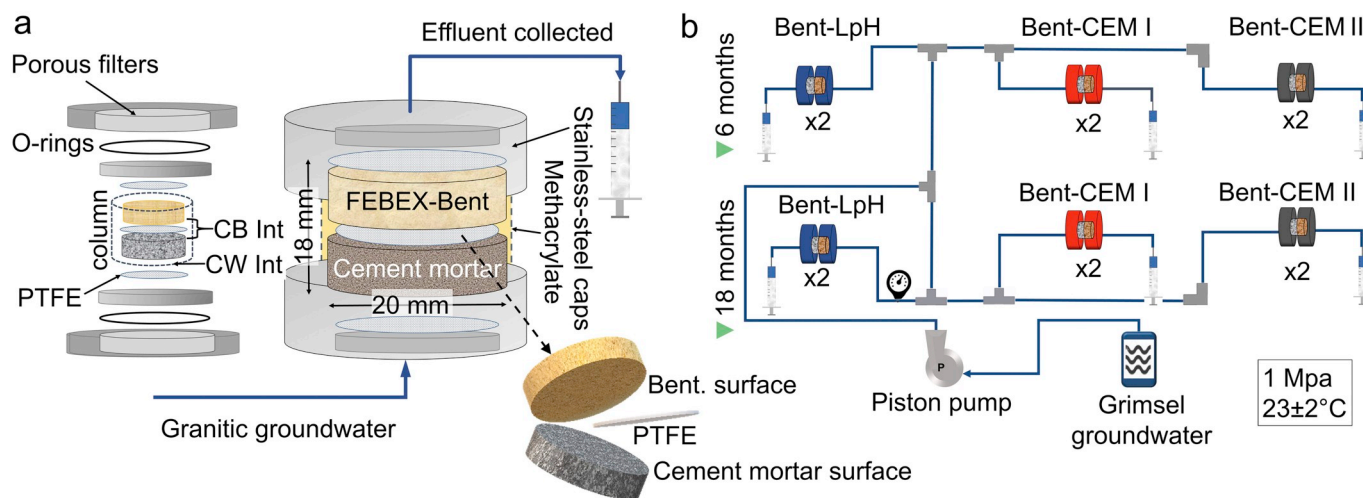 a
Effluent collected
Porous filters
O-rings
column
CB Int
CW Int
PTFE
18 mm
FEBEX-Bent
Cement mortar
20 mm
Stainless-steel caps
Methacrylate
Granitic groundwater
Bent. surface
PTFE
Cement mortar surface
b
Bent-LpH
Bent-CEM I
Bent-CEM II
6 months
x2
x2
x2
18 months
Bent-LpH
Bent-CEM I
Bent-CEM II
x2
x2
x2
P
Piston pump
Grimsel
groundwater
1 Mpa
23±2°C